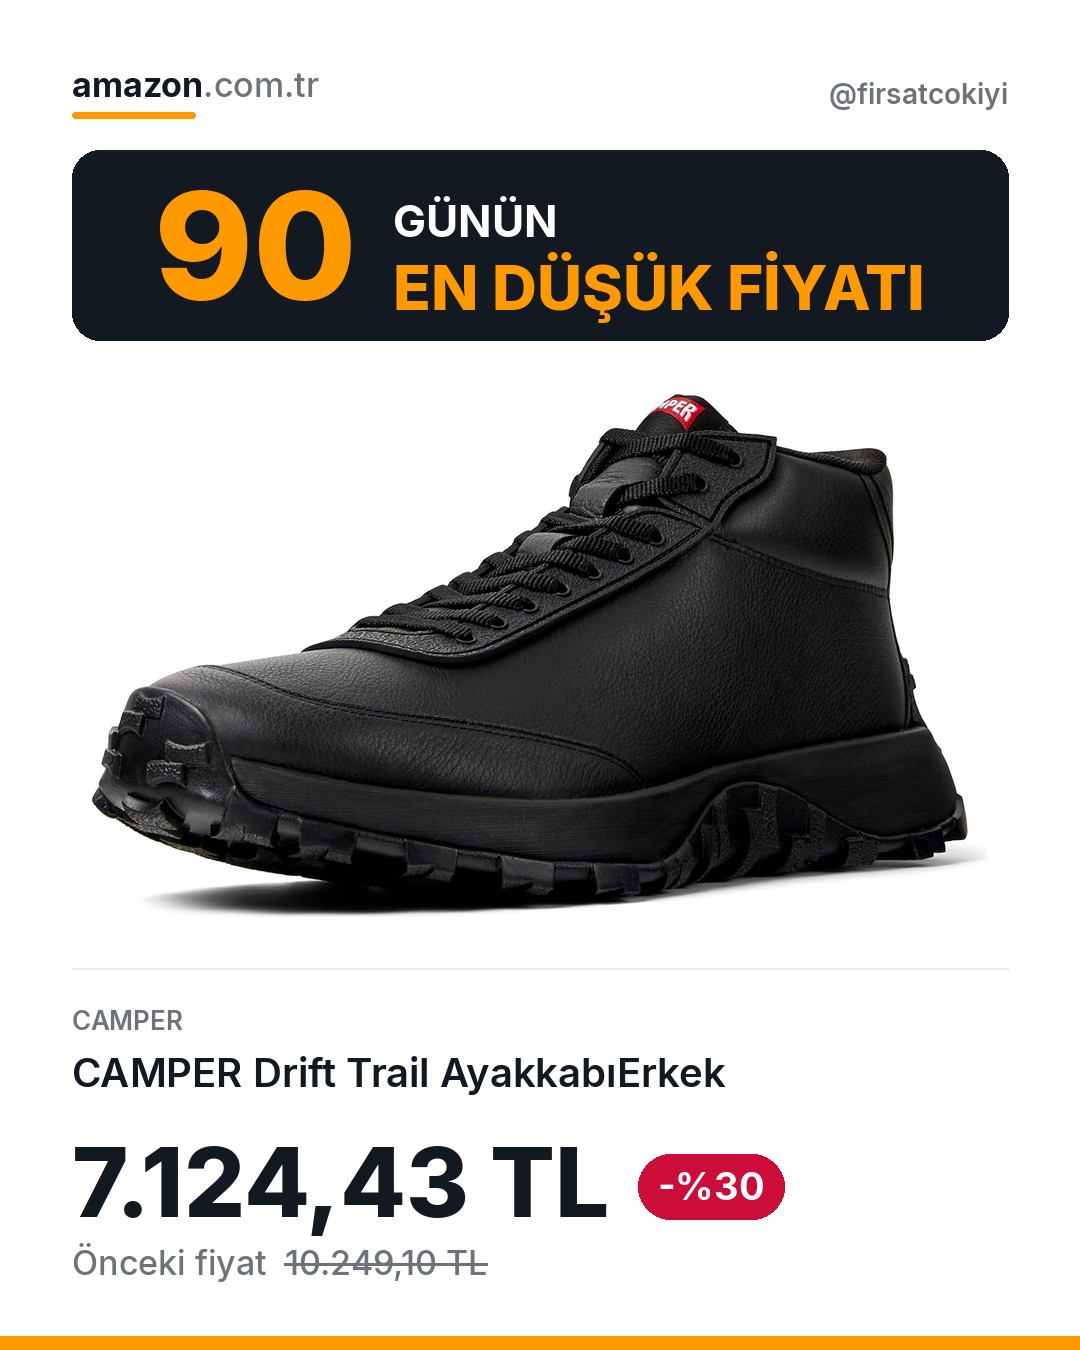 amazon.com.tr
@firsatcokiyi
90
GÜNÜN
EN DÜŞÜK FİYATI
CAMPER
CAMPER Drift Trail AyakkabıErkek
7.124,43 TL
-%30
Önceki fiyat 10.249,10 TL